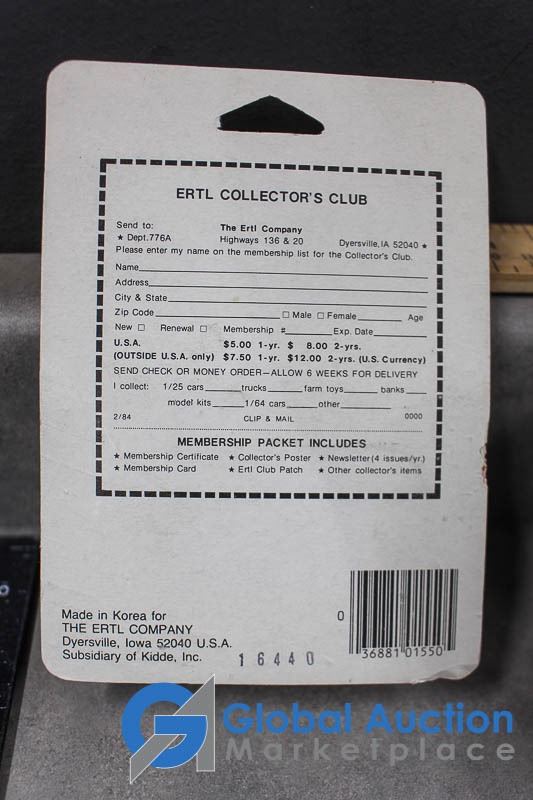 ERTL COLLECTOR'S CLUB
Send to: The Ertl Company
★ Dept.776A Highways 136 & 20 Dyersville, IA 52040 ★
Please enter my name on the membership list for the Collector's Club.
Name
Address
City & State
Zip Code □ Male □ Female Age
New □ Renewal □ Membership # Exp. Date
U.S.A. $5.00 1-yr. $ 8.00 2-yrs.
(OUTSIDE U.S.A. only) $7.50 1-yr. $12.00 2-yrs. (U.S. Currency)
SEND CHECK OR MONEY ORDER—ALLOW 6 WEEKS FOR DELIVERY
I collect: 1/25 cars trucks farm toys banks
model kits 1/64 cars other
2/84 CLIP & MAIL 0000
MEMBERSHIP PACKET INCLUDES
★ Membership Certificate ★ Collector's Poster ★ Newsletter (4 issues/yr.)
★ Membership Card ★ Ertl Club Patch ★ Other collector's items
Made in Korea for
THE ERTL COMPANY
Dyersville, Iowa 52040 U.S.A.
Subsidiary of Kidde, Inc.
16440
0 36881 01550
Global Auction
Marketplace